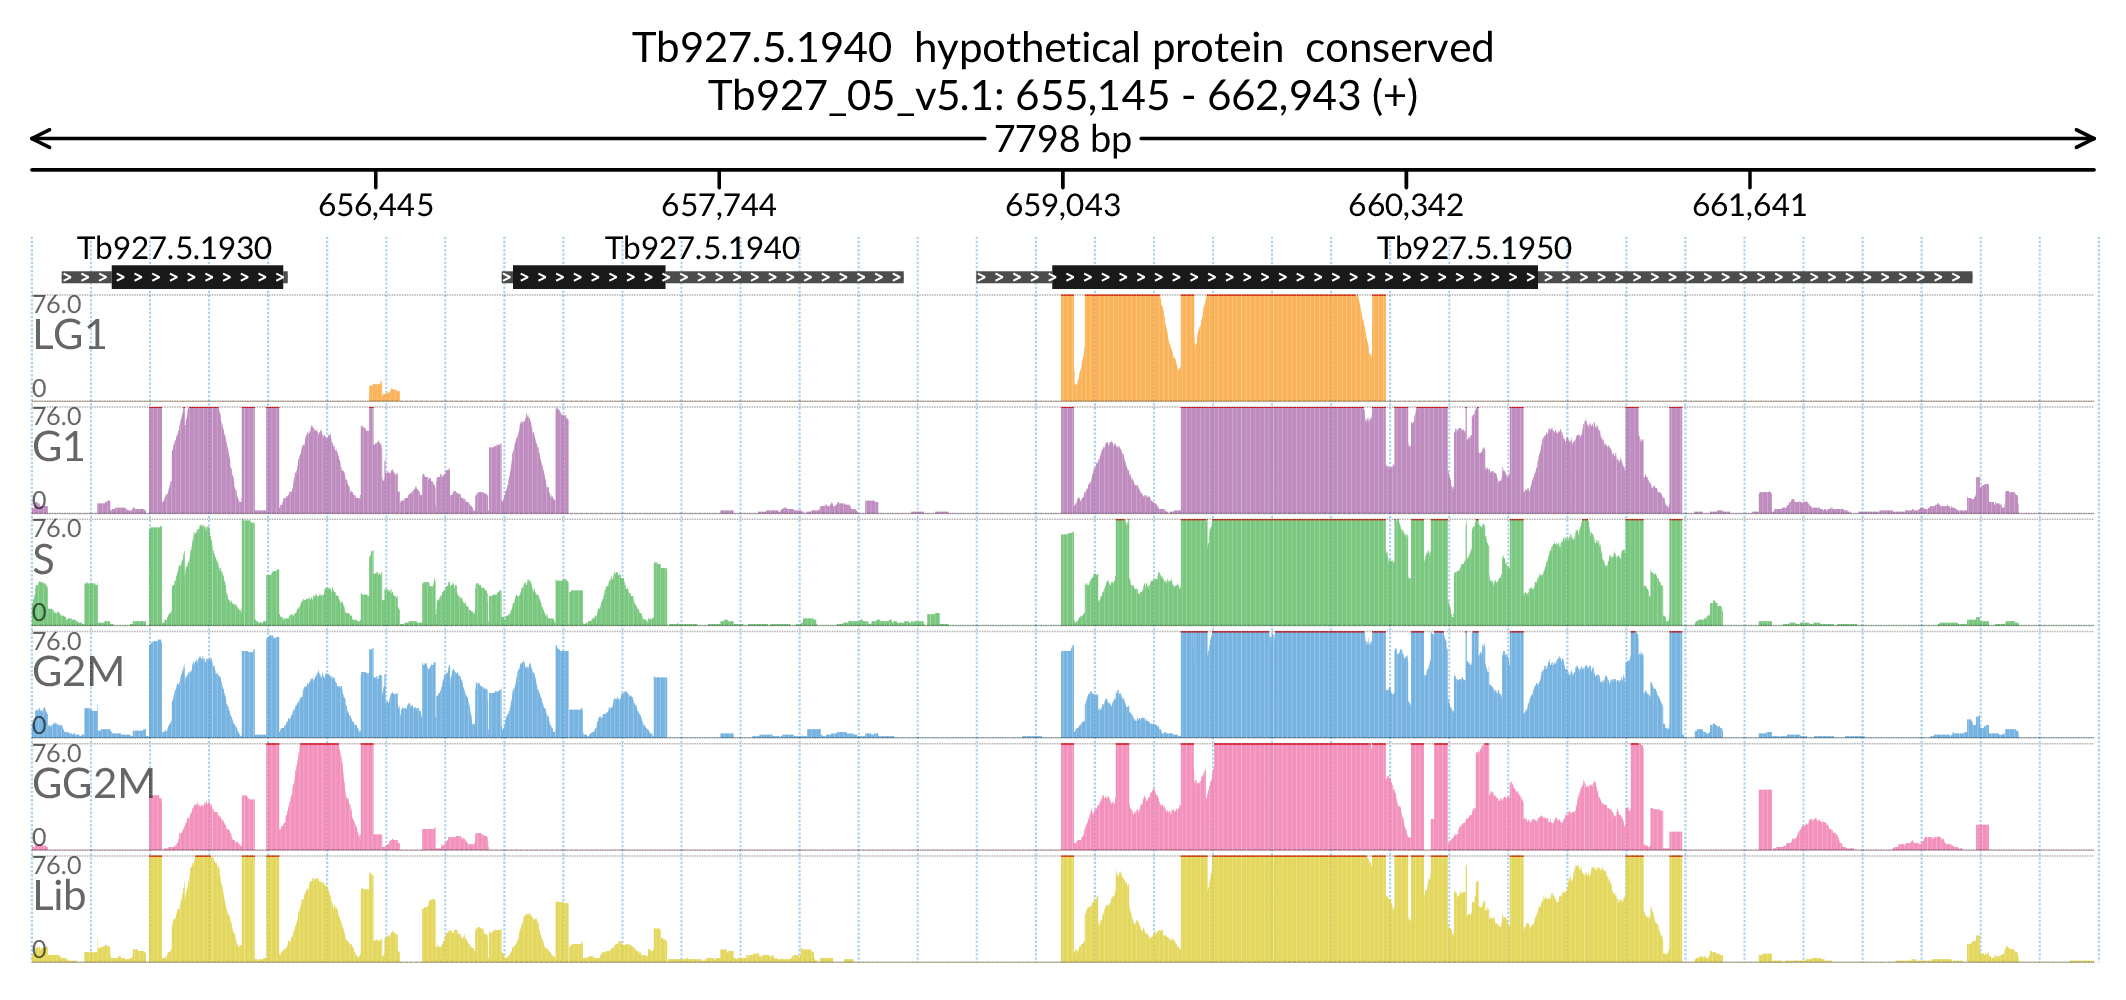 Tb927.5.1940  hypothetical protein  conserved
Tb927_05_v5.1: 655,145 - 662,943 (+)
7798 bp
656,445 657,744 659,043 660,342 661,641
Tb927.5.1930 Tb927.5.1940 Tb927.5.1950
76.0
LG1
0
76.0
G1
0
76.0
S
0
76.0
G2M
0
76.0
GG2M
0
76.0
Lib
0